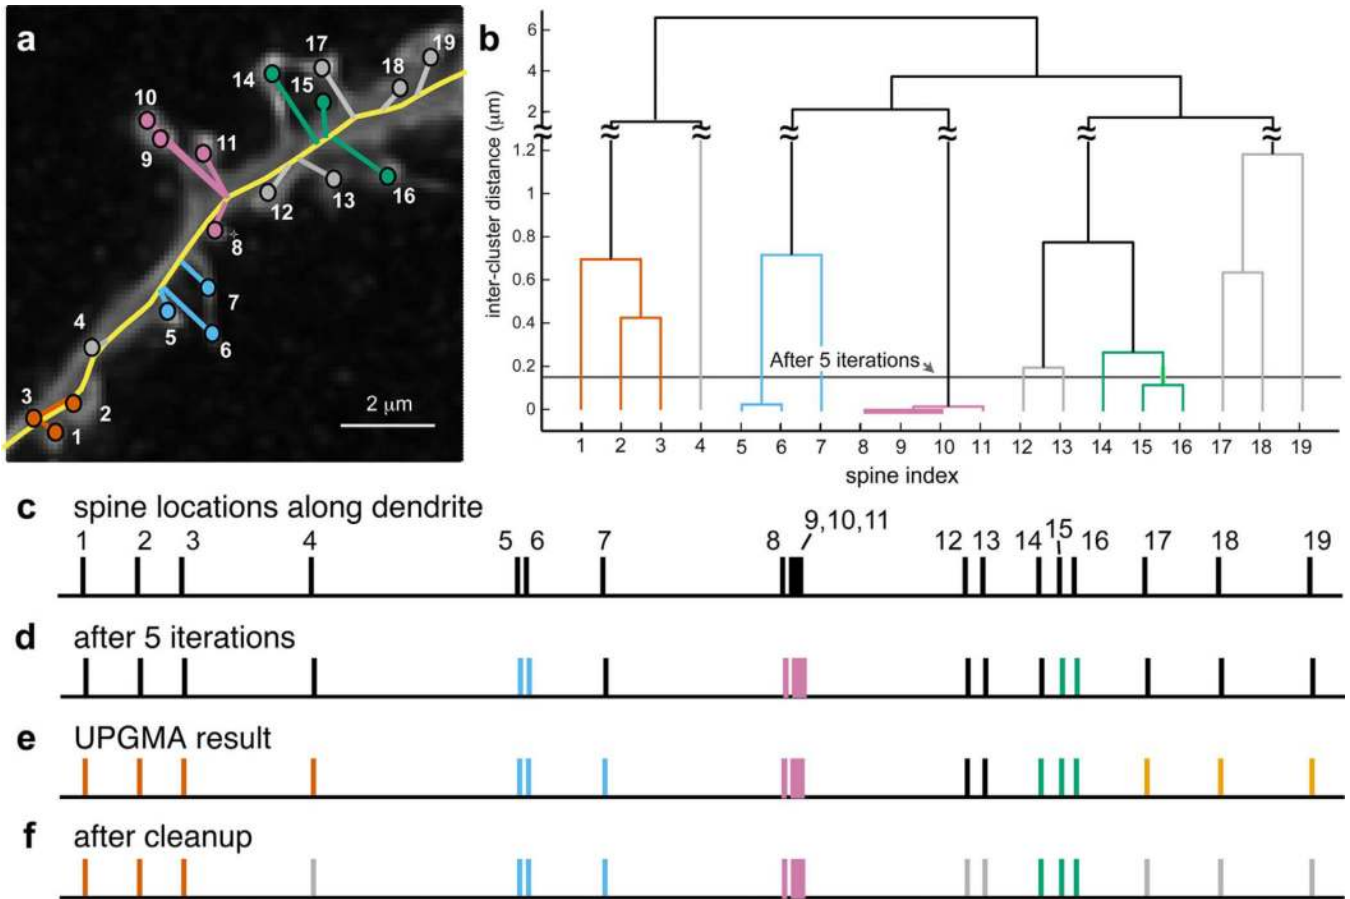 a
17
19
18
14
15
10
11
9
12
13
16
8
7
4
5
6
3
2
1
2 μm
b
inter-cluster distance (μm)
6
4
2
1.2
1
0.8
0.6
0.4
0.2
0
After 5 iterations
1 2 3 4 5 6 7 8 9 10 11 12 13 14 15 16 17 18 19
spine index
c spine locations along dendrite
1 2 3 4 5 6 7 8 9,10,11 12 13 14 15 16 17 18 19
d after 5 iterations
e UPGMA result
f after cleanup